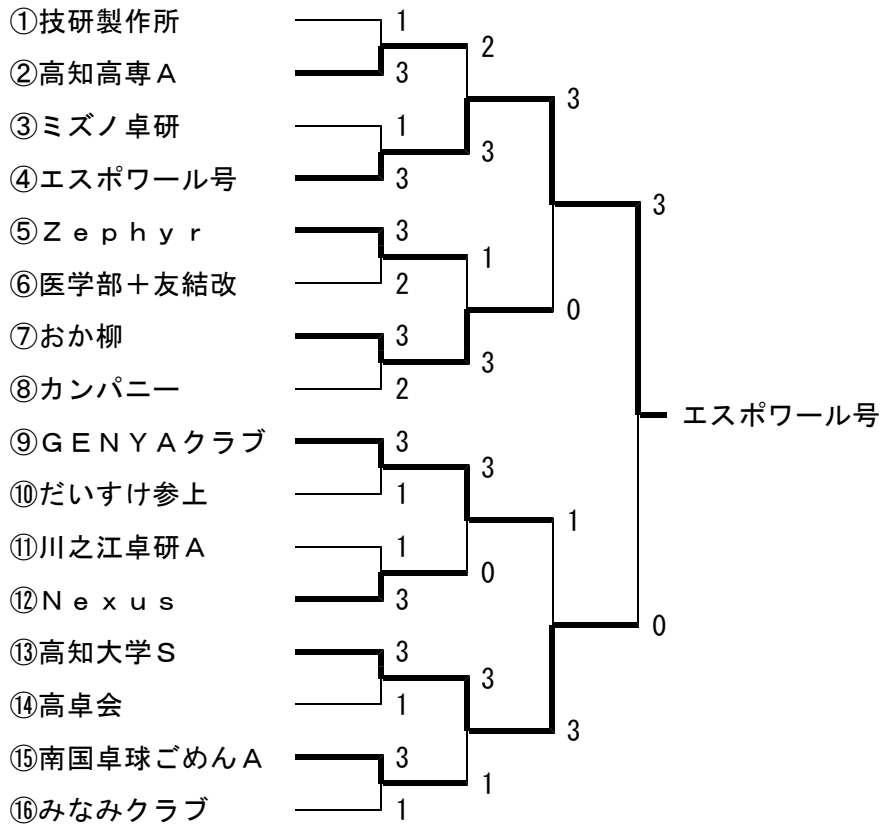 ①技研製作所
1
2
②高知高専Ａ
3
3
③ミズノ卓研
1
3
④エスポワール号
3
3
⑤Ｚｅｐｈｙｒ
3
1
⑥医学部＋友結改
2
0
⑦おか柳
3
3
⑧カンパニー
2
エスポワール号
⑨ＧＥＮＹＡクラブ
3
3
⑩だいすけ参上
1
1
⑪川之江卓研Ａ
1
0
⑫Ｎｅｘｕｓ
3
0
⑬高知大学Ｓ
3
3
⑭高卓会
1
3
⑮南国卓球ごめんＡ
3
1
⑯みなみクラブ
1